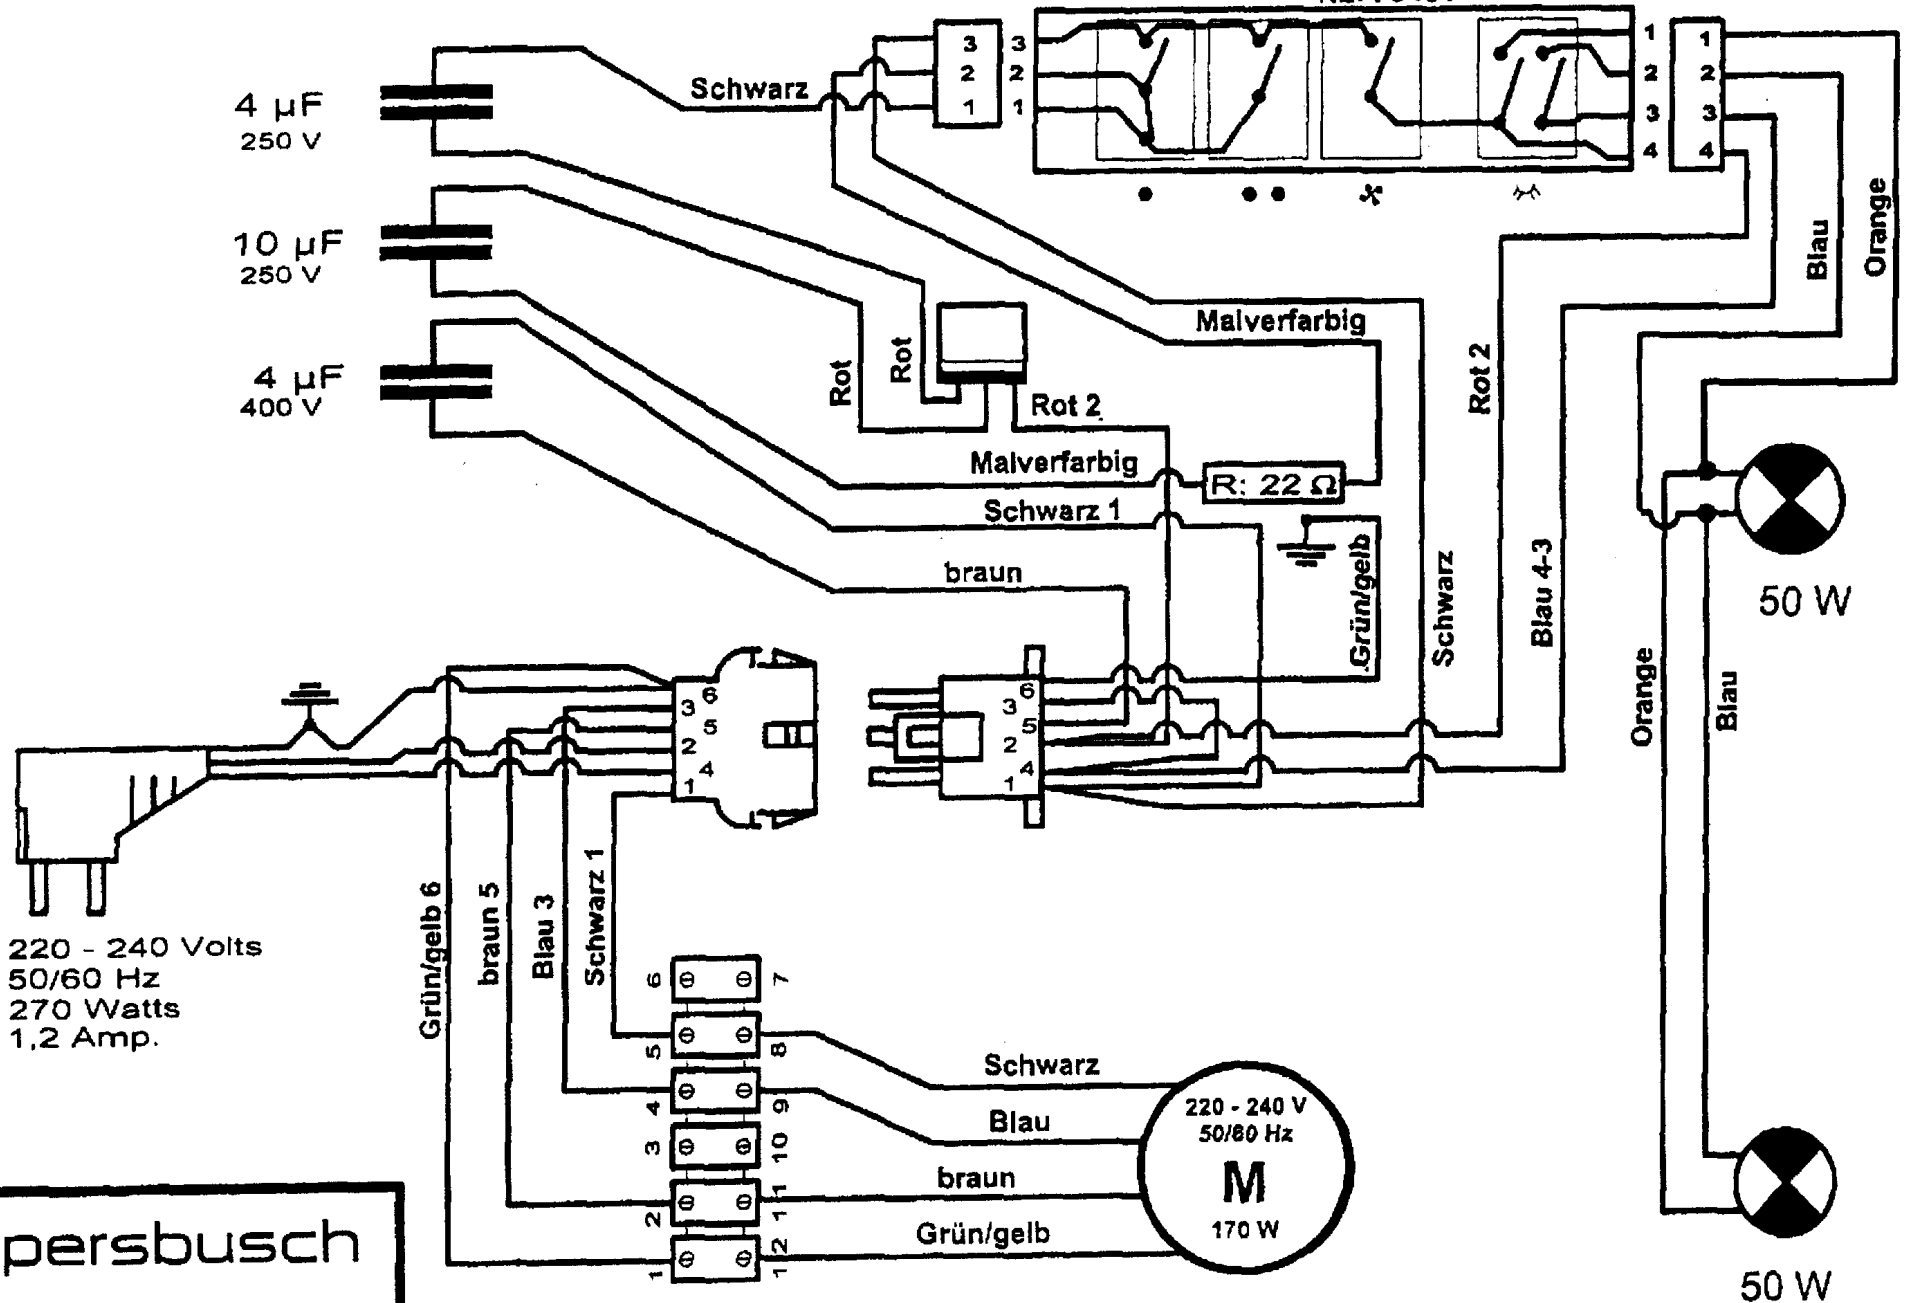 4 µF
250 V
10 µF
250 V
4 µF
400 V
Schwarz
3
2
1
3
2
1
1
2
3
4
1
2
3
4
Blau
Orange
Malverfarbig
Rot
Rot
Rot 2
Rot 2
Malverfarbig
R: 22 Ω
Schwarz 1
braun
Grün/gelb
Schwarz
Blau 4-3
50 W
Orange
Blau
6
3
5
2
4
1
6
3
5
2
4
1
220 - 240 Volts
50/60 Hz
270 Watts
1,2 Amp.
Grün/gelb 6
braun 5
Blau 3
Schwarz 1
6 7
5 8
4 9
3 10
2 11
1 12
Schwarz
Blau
braun
Grün/gelb
220 - 240 V
50/60 Hz
M
170 W
50 W
persbusch